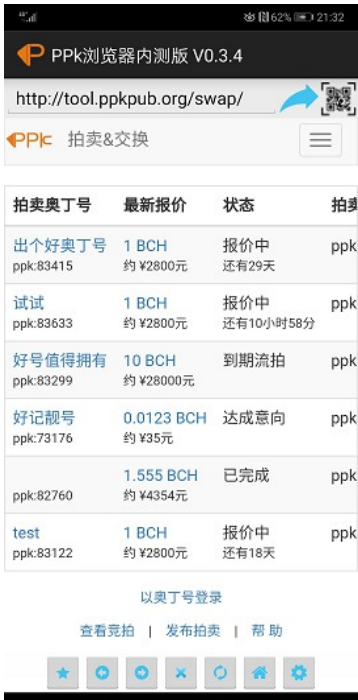 62% 21:32
PPk浏览器内测版 V0.3.4
http://tool.ppkpub.org/swap/
PPk 拍卖&交换
拍卖奥丁号 最新报价 状态 拍卖
出个好奥丁号 1 BCH 报价中 ppk
ppk:83415 约 ¥2800元 还有29天
试试 1 BCH 报价中 ppk
ppk:83633 约 ¥2800元 还有10小时58分
好号值得拥有 10 BCH 到期流拍 ppk
ppk:83299 约 ¥28000元
好记靓号 0.0123 BCH 达成意向 ppk
ppk:73176 约 ¥35元
1.555 BCH 已完成 ppk
ppk:82760 约 ¥4354元
test 1 BCH 报价中 ppk
ppk:83122 约 ¥2800元 还有18天
以奥丁号登录
查看竞拍 | 发布拍卖 | 帮 助